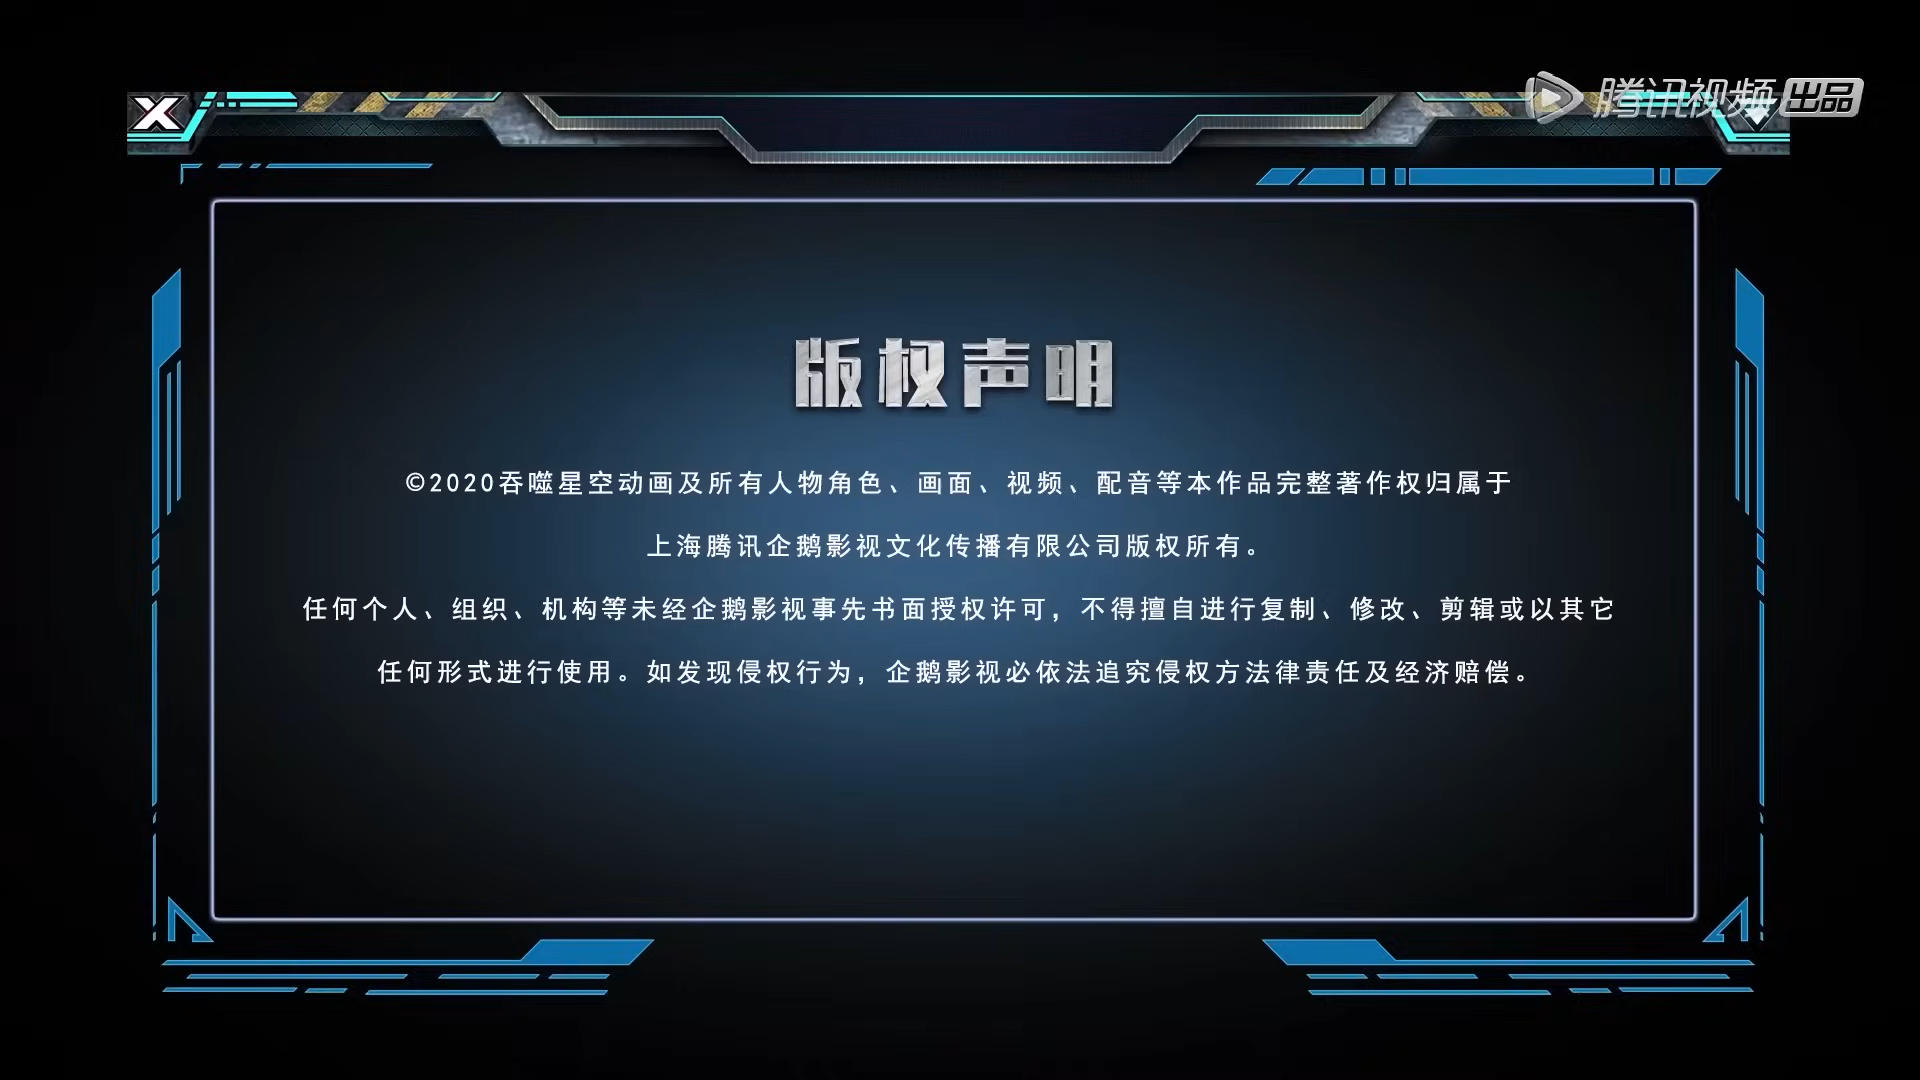 腾讯视频 出品
版权声明
©2020吞噬星空动画及所有人物角色、画面、视频、配音等本作品完整著作权归属于
上海腾讯企鹅影视文化传播有限公司版权所有。
任何个人、组织、机构等未经企鹅影视事先书面授权许可，不得擅自进行复制、修改、剪辑或以其它
任何形式进行使用。如发现侵权行为，企鹅影视必依法追究侵权方法律责任及经济赔偿。